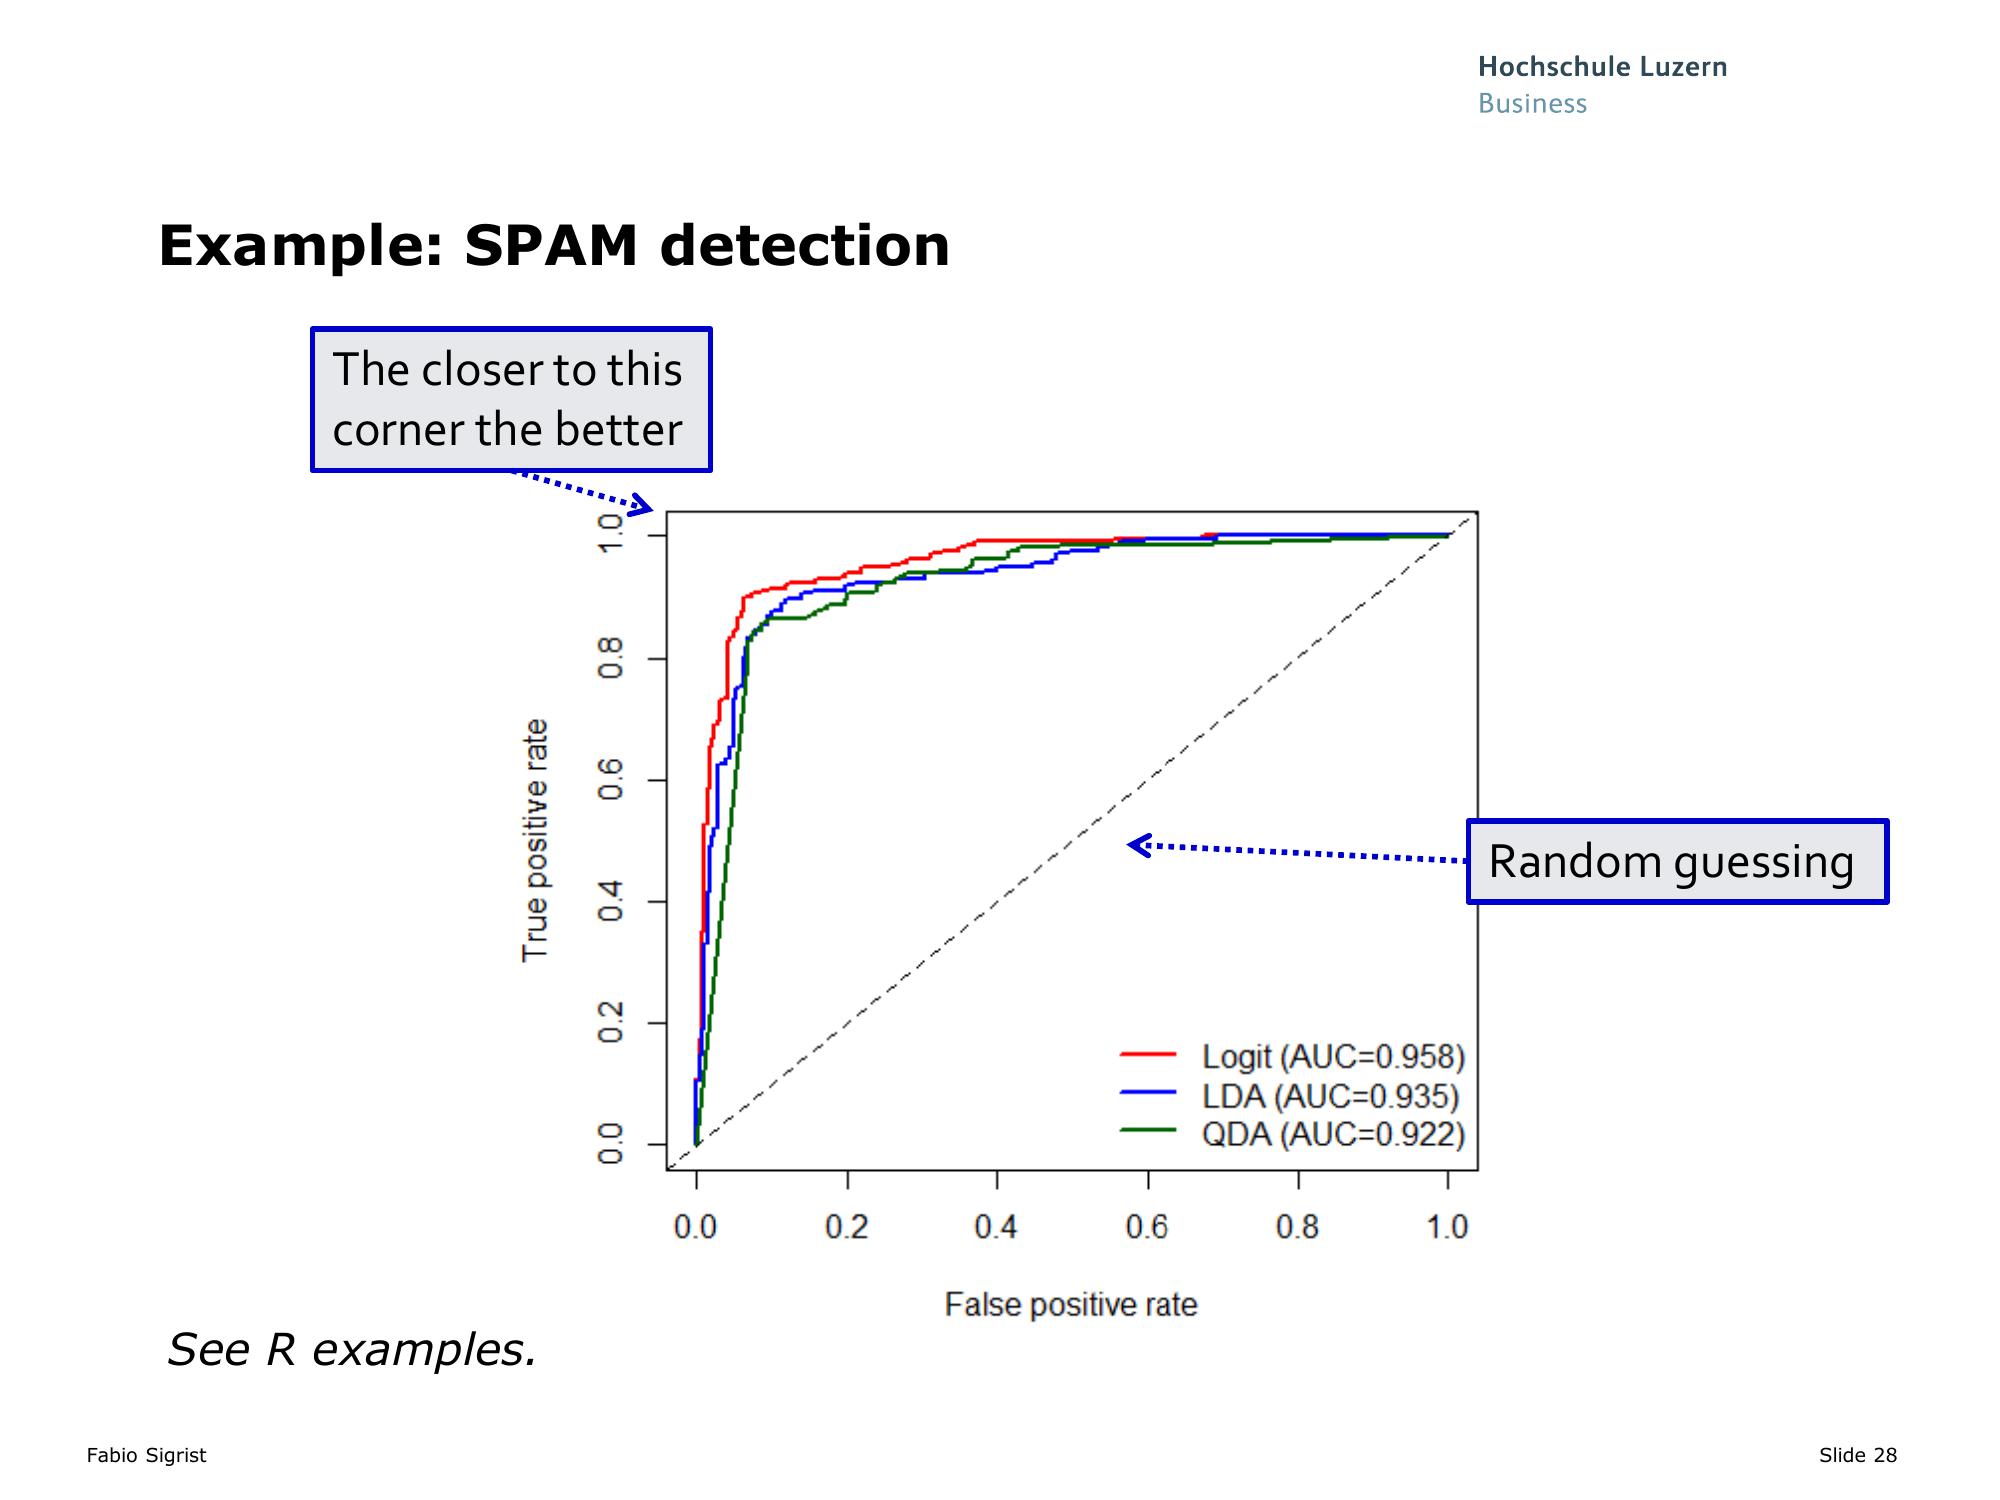 Hochschule Luzern
Business
Example: SPAM detection
The closer to this
corner the better
1.0
0.8
0.6
0.4
0.2
0.0
True positive rate
Random guessing
Logit (AUC=0.958)
LDA (AUC=0.935)
QDA (AUC=0.922)
0.0 0.2 0.4 0.6 0.8 1.0
False positive rate
See R examples.
Fabio Sigrist
Slide 28